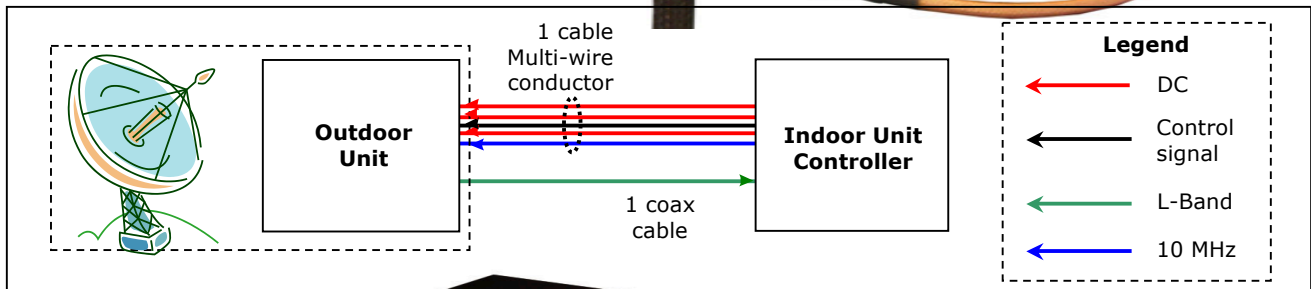 1 cable
Multi-wire
conductor
Outdoor
Unit
Indoor Unit
Controller
1 coax
cable
Legend
DC
Control
signal
L-Band
10 MHz